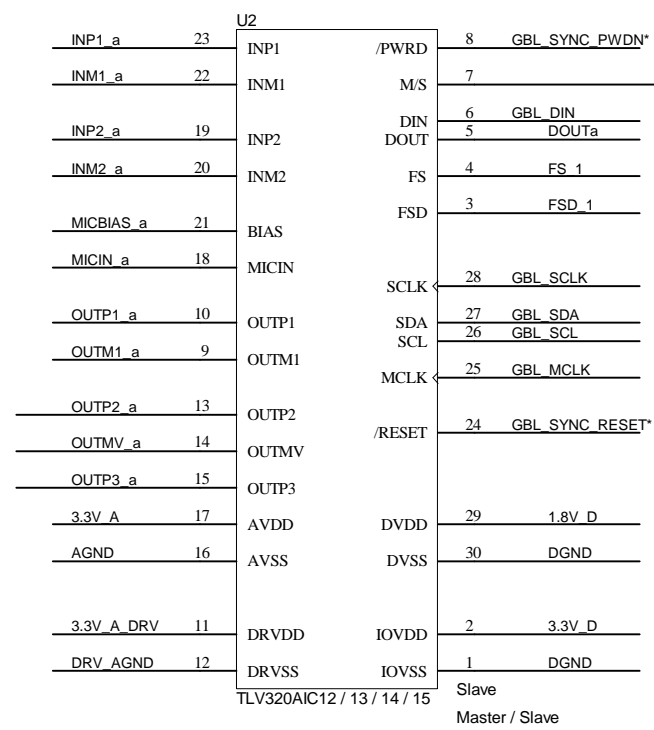 U2
INP1_a 23 INP1 /PWRD 8 GBL_SYNC_PWDN*
INM1_a 22 INM1 M/S 7
DIN 6 GBL_DIN
INP2_a 19 INP2 DOUT 5 DOUTa
INM2_a 20 INM2 FS 4 FS_1
FSD 3 FSD_1
MICBIAS_a 21 BIAS
MICIN_a 18 MICIN
SCLK 28 GBL_SCLK
OUTP1_a 10 OUTP1 SDA 27 GBL_SDA
SCL 26 GBL_SCL
OUTM1_a 9 OUTM1
MCLK 25 GBL_MCLK
OUTP2_a 13 OUTP2
/RESET 24 GBL_SYNC_RESET*
OUTMV_a 14 OUTMV
OUTP3_a 15 OUTP3
3.3V_A 17 AVDD DVDD 29 1.8V_D
AGND 16 AVSS DVSS 30 DGND
3.3V_A_DRV 11 DRVDD IOVDD 2 3.3V_D
DRV_AGND 12 DRVSS IOVSS 1 DGND
TLV320AIC12 / 13 / 14 / 15
Slave
Master / Slave